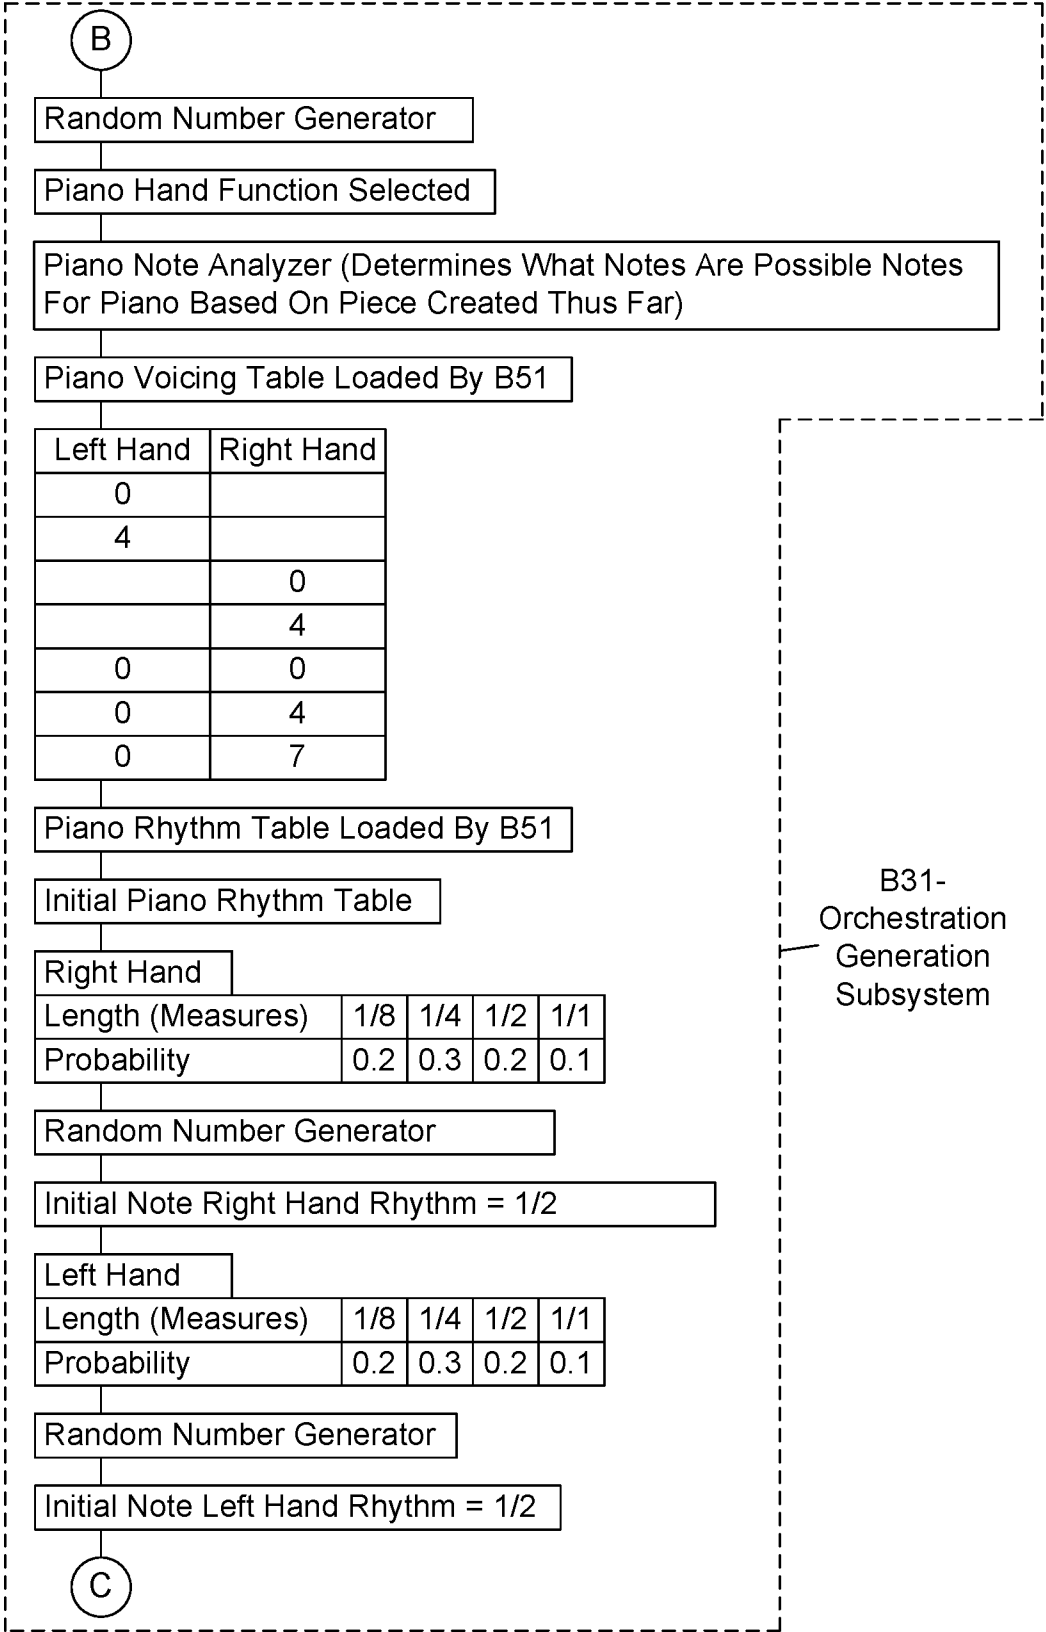 B
Random Number Generator
Piano Hand Function Selected
Piano Note Analyzer (Determines What Notes Are Possible Notes
For Piano Based On Piece Created Thus Far)
Piano Voicing Table Loaded By B51
Left Hand Right Hand
0
4
0
4
0 0
0 4
0 7
Piano Rhythm Table Loaded By B51
Initial Piano Rhythm Table
Right Hand
Length (Measures) 1/8 1/4 1/2 1/1
Probability 0.2 0.3 0.2 0.1
Random Number Generator
Initial Note Right Hand Rhythm = 1/2
Left Hand
Length (Measures) 1/8 1/4 1/2 1/1
Probability 0.2 0.3 0.2 0.1
Random Number Generator
Initial Note Left Hand Rhythm = 1/2
C
B31-
Orchestration
Generation
Subsystem